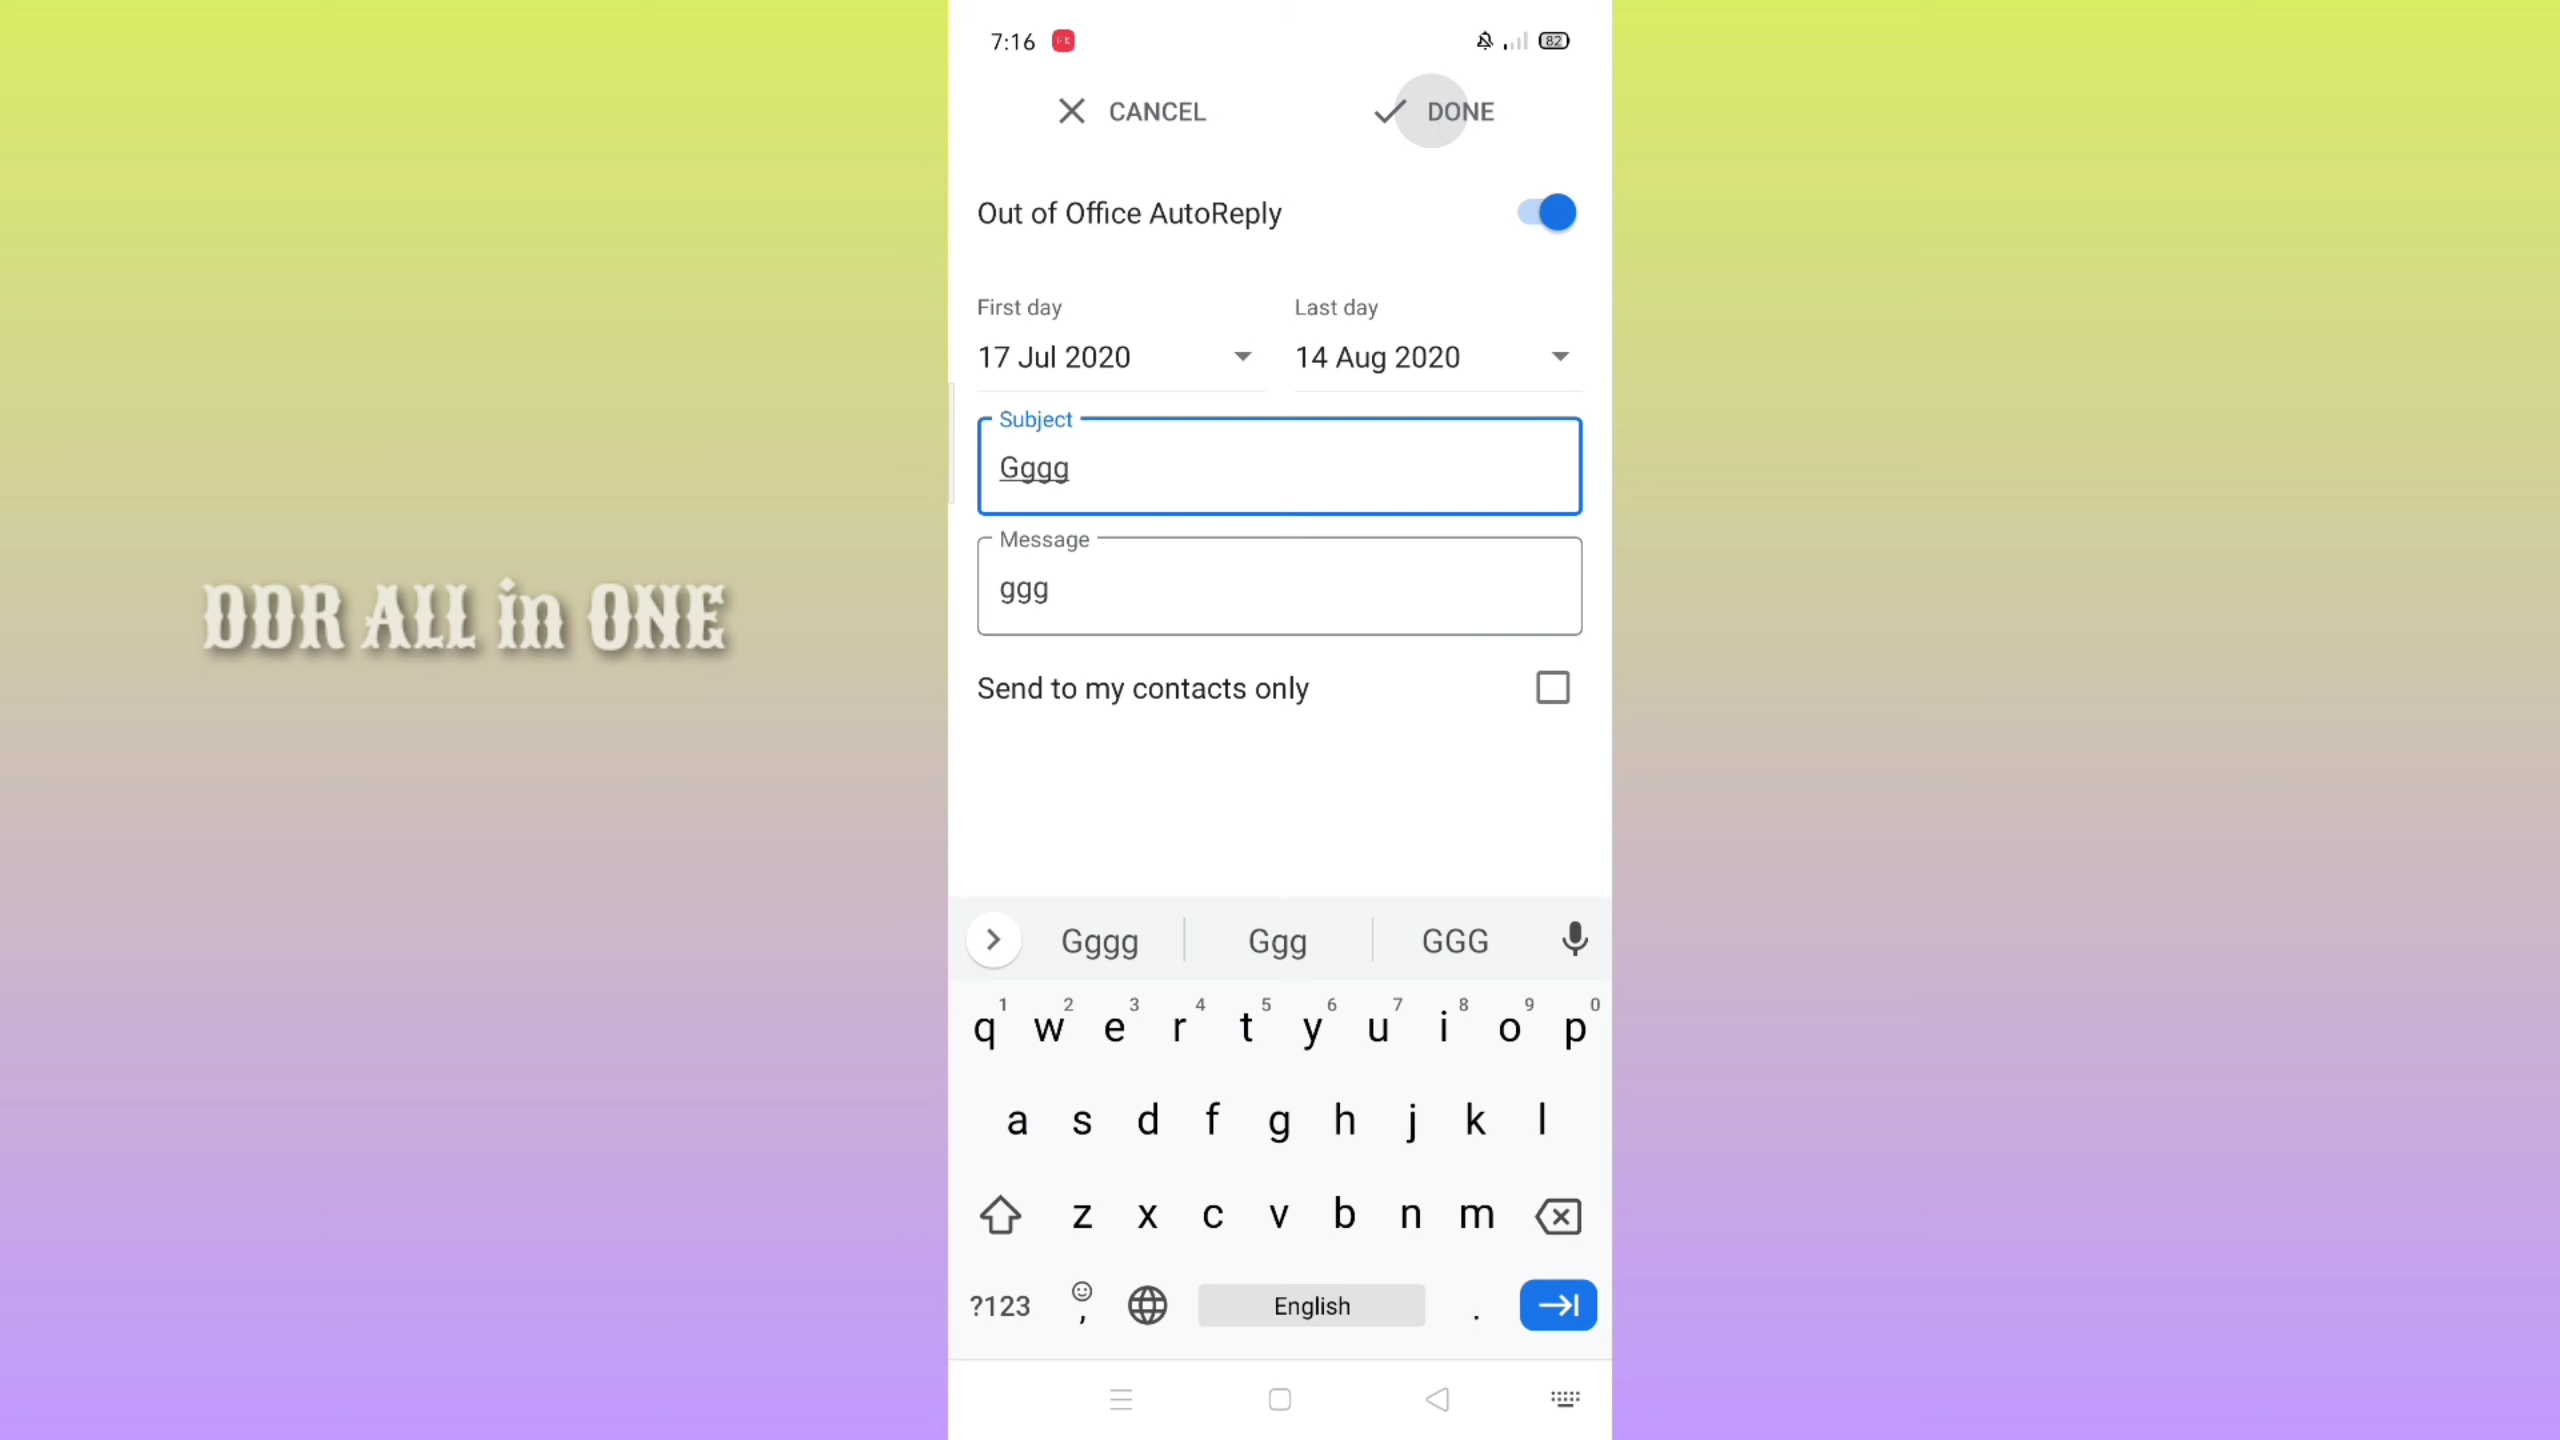 7:16
82
CANCEL
DONE
Out of Office AutoReply
First day
Last day
17 Jul 2020
14 Aug 2020
Subject
Gggg
Message
ggg
DDR ALL in ONE
Send to my contacts only
Gggg Ggg GGG
1 2 3 4 5 6 7 8 9 0
q w e r t y u i o p
a s d f g h j k l
z x c v b n m
?123 , English .